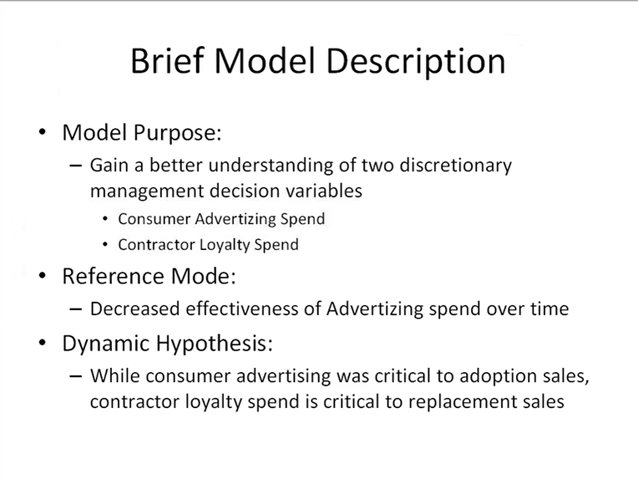 Brief Model Description
• Model Purpose:
– Gain a better understanding of two discretionary
management decision variables
• Consumer Advertizing Spend
• Contractor Loyalty Spend
• Reference Mode:
– Decreased effectiveness of Advertizing spend over time
• Dynamic Hypothesis:
– While consumer advertising was critical to adoption sales,
contractor loyalty spend is critical to replacement sales